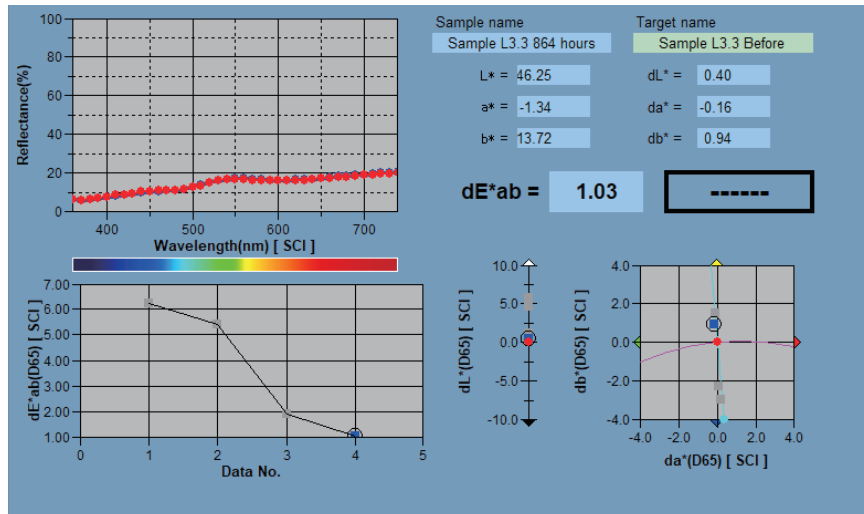 Sample name
Target name
Sample L3.3 864 hours
Sample L3.3 Before
L* = 46.25
dL* = 0.40
a* = -1.34
da* = -0.16
b* = 13.72
db* = 0.94
dE*ab = 1.03
------
Reflectance(%)
100
80
60
40
20
0
400 500 600 700
Wavelength(nm) [ SCI ]
dE*ab(D65) [ SCI ]
7.00
6.00
5.00
4.00
3.00
2.00
1.00
0 1 2 3 4 5
Data No.
dL*(D65) [ SCI ]
10.0
5.0
0.0
-5.0
-10.0
db*(D65) [ SCI ]
4.0
2.0
0.0
-2.0
-4.0
-4.0 -2.0 0.0 2.0 4.0
da*(D65) [ SCI ]